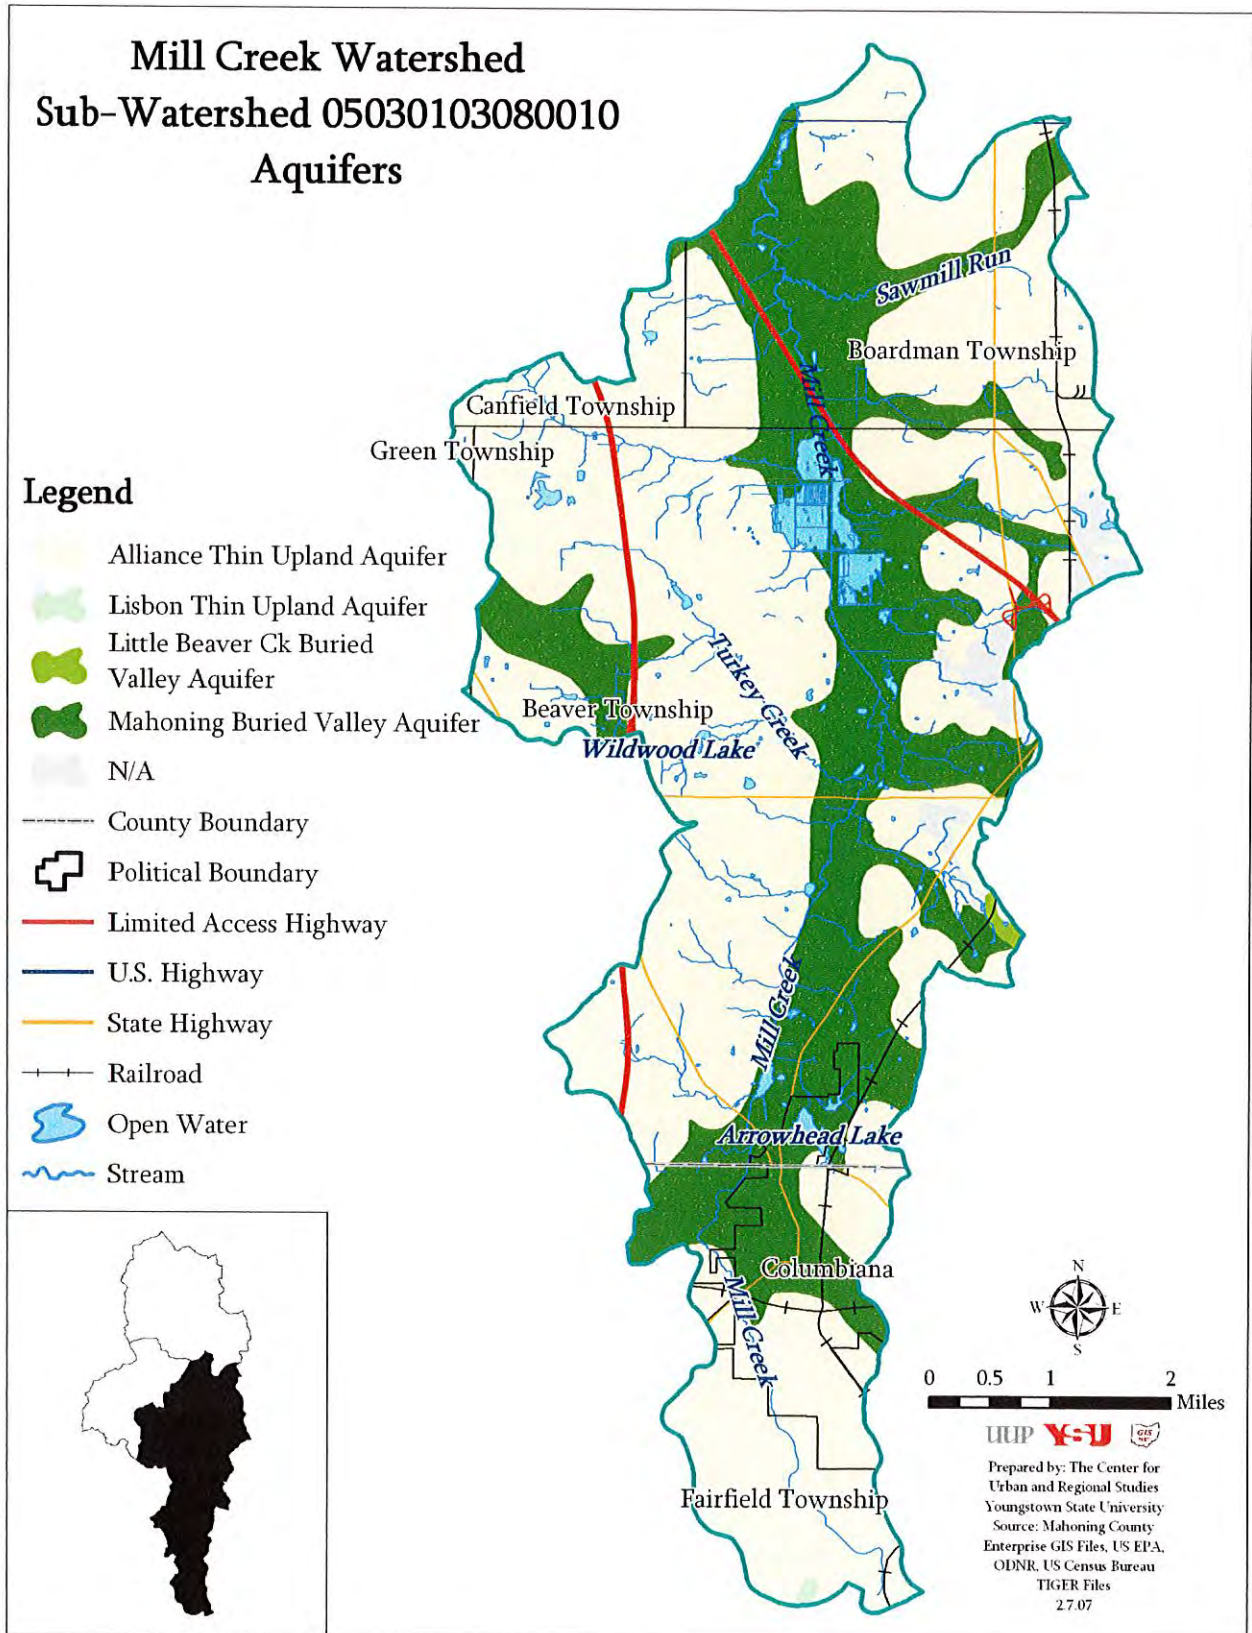 Mill Creek Watershed
Sub-Watershed 05030103080010
Aquifers
Sawmill Run
Boardman Township
Mill Creek
Canfield Township
Green Township
Turkey Creek
Beaver Township
Wildwood Lake
Mill Creek
Arrowhead Lake
Columbiana
Mill Creek
Fairfield Township
Legend
Alliance Thin Upland Aquifer
Lisbon Thin Upland Aquifer
Little Beaver Ck Buried
Valley Aquifer
Mahoning Buried Valley Aquifer
N/A
County Boundary
Political Boundary
Limited Access Highway
U.S. Highway
State Highway
Railroad
Open Water
Stream
N
W E
S
0 0.5 1 2
Miles
UUP YSU GIS
Prepared by: The Center for
Urban and Regional Studies
Youngstown State University
Source: Mahoning County
Enterprise GIS Files, US EPA,
ODNR, US Census Bureau
TIGER Files
2.7.07